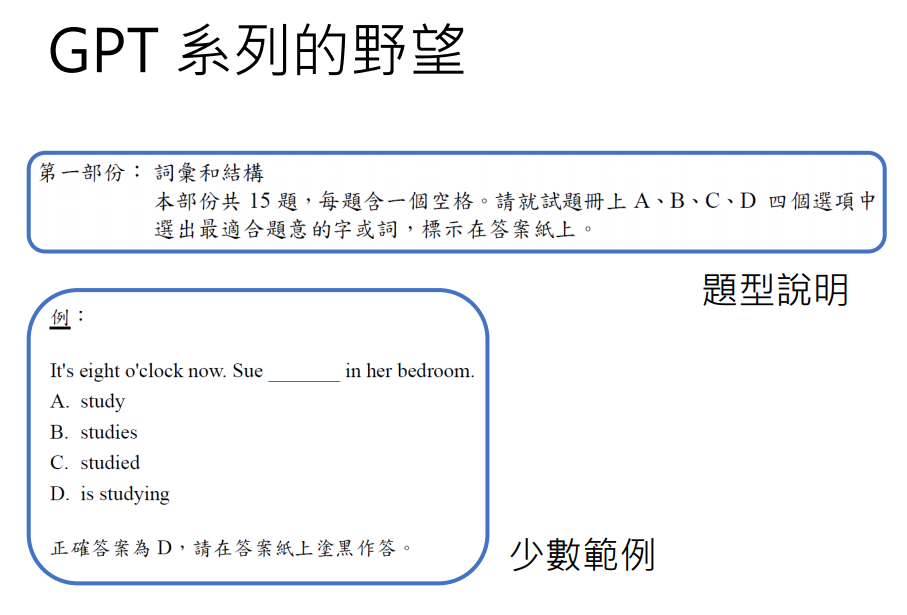 GPT 系列的野望
第一部份： 詞彙和結構
本部份共 15 題，每題含一個空格。請就試題冊上 A、B、C、D 四個選項中
選出最適合題意的字或詞，標示在答案紙上。
題型說明
例：
It's eight o'clock now. Sue _______ in her bedroom.
A. study
B. studies
C. studied
D. is studying
正確答案為 D，請在答案紙上塗黑作答。
少數範例